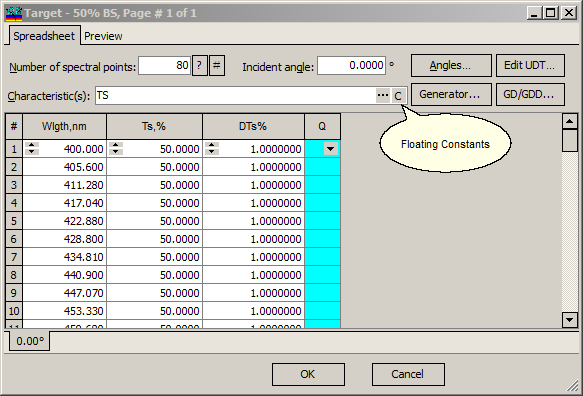 Target - 50% BS, Page # 1 of 1
Spreadsheet Preview
Number of spectral points: 80 ? # Incident angle: 0.0000 ° Angles... Edit UDT...
Characteristic(s): TS ... C Generator... GD/GDD...
Floating Constants
# Wlgth,nm Ts,% DTs% Q
1 400.000 50.0000 1.0000000
2 405.600 50.0000 1.0000000
3 411.280 50.0000 1.0000000
4 417.040 50.0000 1.0000000
5 422.880 50.0000 1.0000000
6 428.800 50.0000 1.0000000
7 434.810 50.0000 1.0000000
8 440.900 50.0000 1.0000000
9 447.070 50.0000 1.0000000
10 453.330 50.0000 1.0000000
0.00°
OK Cancel